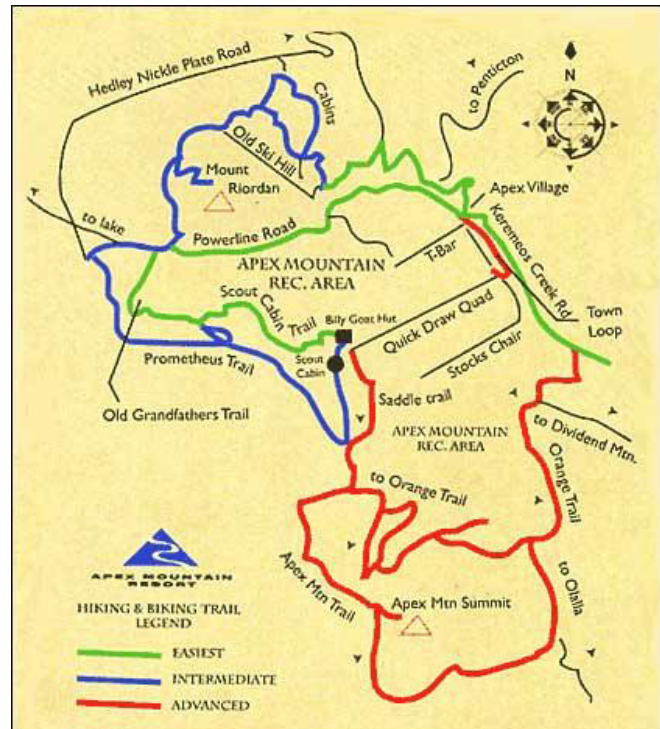 Hedley Nickle Plate Road
Cabins
to Penticton
N
Old Ski Hill
Mount
Riordan
Apex Village
to lake
Powerline Road
T-Bar
Keremeos Creek Rd
APEX MOUNTAIN
REC. AREA
Scout
Cabin
Trail
Billy Goat Hut
Quick Draw Quad
Town
Loop
Scout
Cabin
Stocks Chair
Prometheus Trail
Saddle trail
Old Grandfathers Trail
APEX MOUNTAIN
REC. AREA
to Dividend Mtn.
to Orange Trail
Orange Trail
Apex Mtn Trail
Apex Mtn Summit
to Olalla
APEX MOUNTAIN
RESORT
HIKING & BIKING TRAIL
LEGEND
EASIEST
INTERMEDIATE
ADVANCED